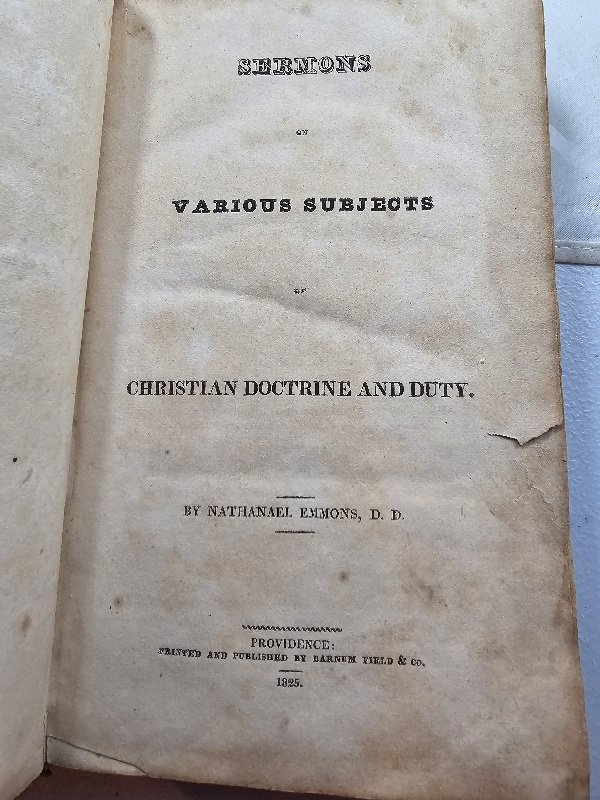 SERMONS
ON
VARIOUS SUBJECTS
OF
CHRISTIAN DOCTRINE AND DUTY.
BY NATHANAEL EMMONS, D. D.
PROVIDENCE:
PRINTED AND PUBLISHED BY BARNUM FIELD & CO.
1825.